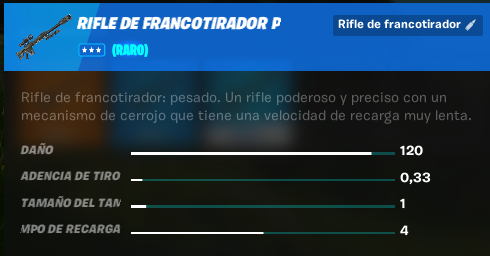 RIFLE DE FRANCOTIRADOR P
Rifle de francotirador
(RARO)
Rifle de francotirador: pesado. Un rifle poderoso y preciso con un
mecanismo de cerrojo que tiene una velocidad de recarga muy lenta.
DAÑO 120
ADENCIA DE TIRO 0,33
TAMAÑO DEL TAM 1
MPO DE RECARGA 4